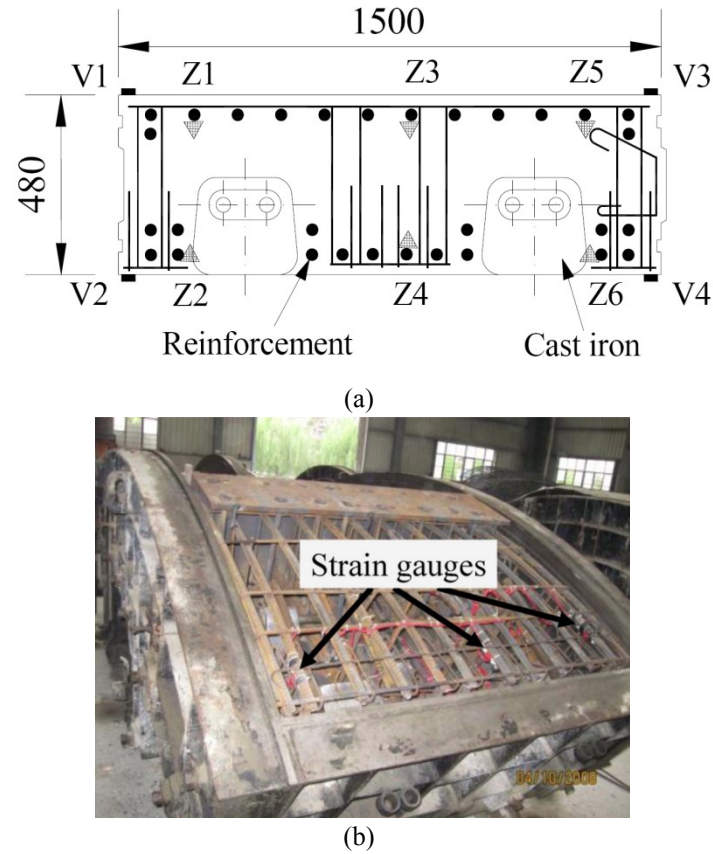 1500
V1 Z1 Z3 Z5 V3
480
V2 Z2 Z4 Z6 V4
Reinforcement Cast iron
(a)
Strain gauges
04/10/2008
(b)